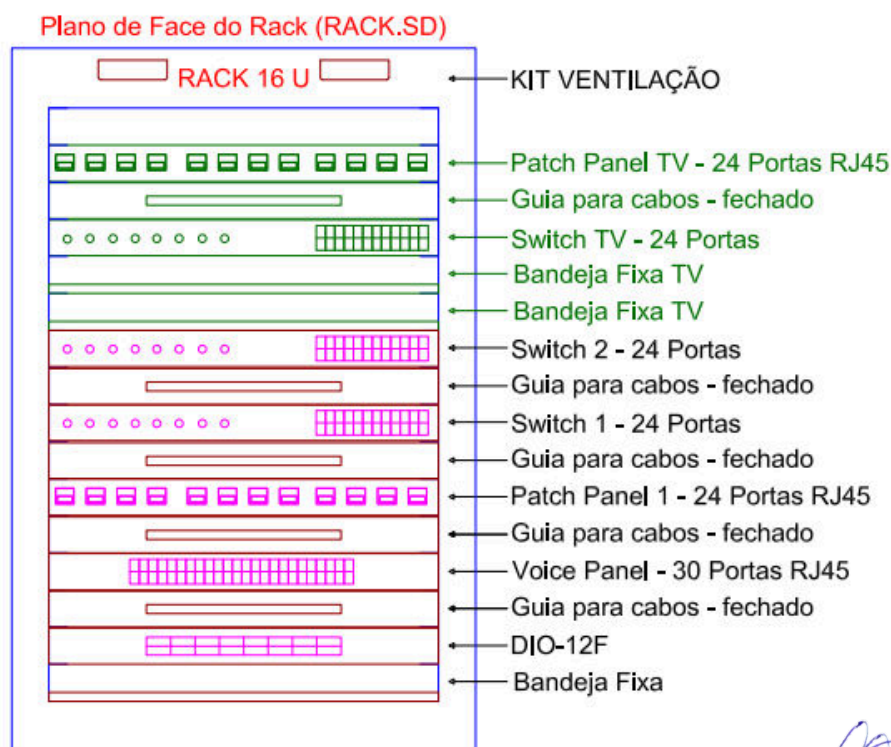 Plano de Face do Rack (RACK.SD)
RACK 16 U
KIT VENTILAÇÃO
Patch Panel TV - 24 Portas RJ45
Guia para cabos - fechado
Switch TV - 24 Portas
Bandeja Fixa TV
Bandeja Fixa TV
Switch 2 - 24 Portas
Guia para cabos - fechado
Switch 1 - 24 Portas
Guia para cabos - fechado
Patch Panel 1 - 24 Portas RJ45
Guia para cabos - fechado
Voice Panel - 30 Portas RJ45
Guia para cabos - fechado
DIO-12F
Bandeja Fixa